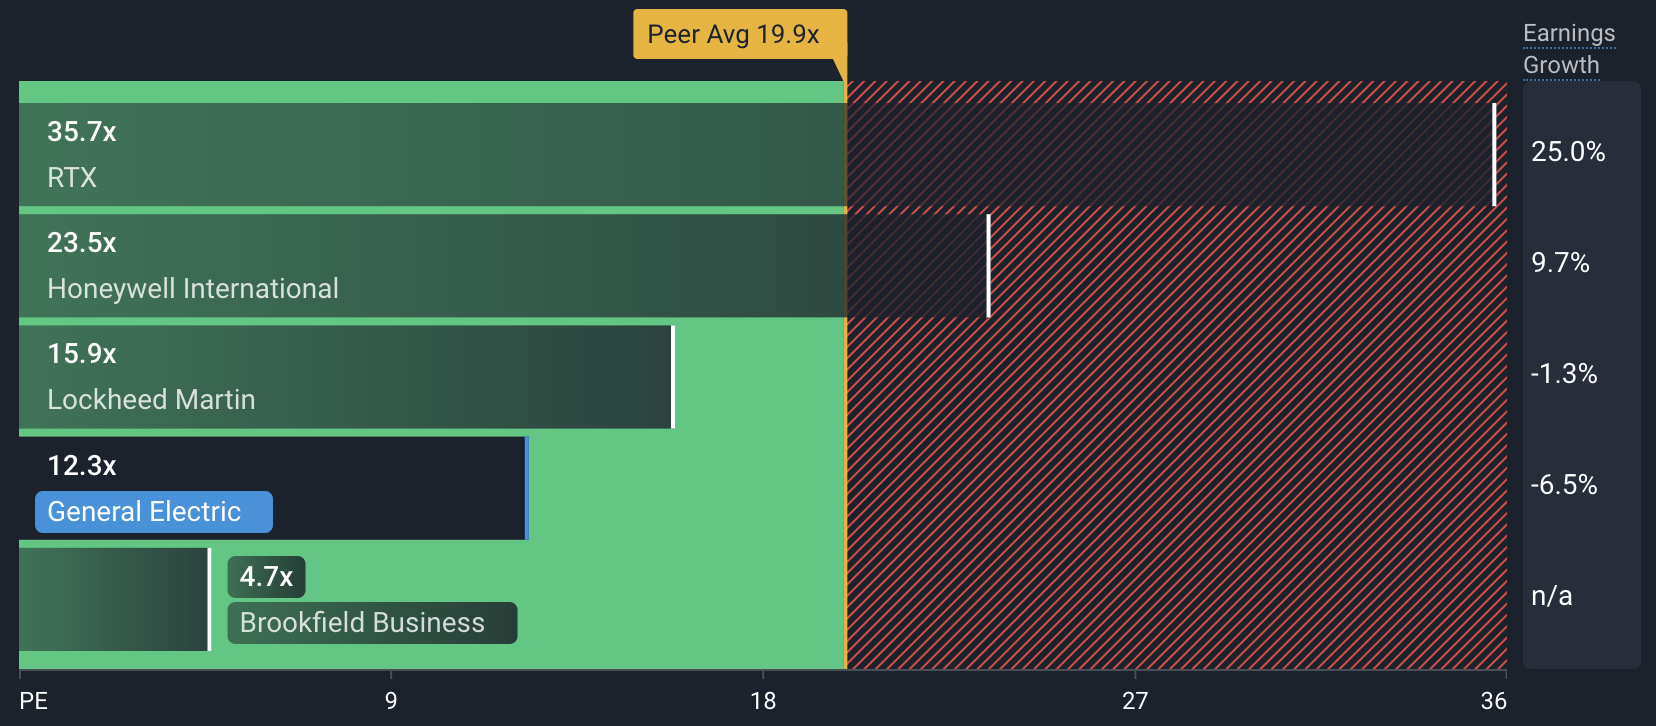 Peer Avg 19.9x
Earnings
Growth
35.7x
RTX
25.0%
23.5x
Honeywell International
9.7%
15.9x
Lockheed Martin
-1.3%
12.3x
General Electric
-6.5%
4.7x
Brookfield Business
n/a
PE 9 18 27 36